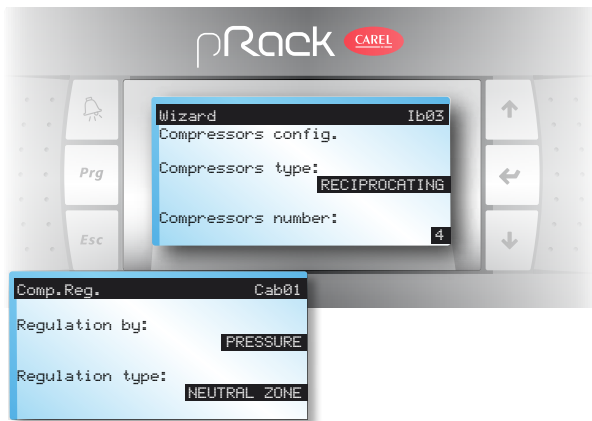 pRack CAREL
Wizard Ib03
Compressors config.
Compressors type:
RECIPROCATING
Compressors number:
4
Prg
Esc
Comp.Reg. Cab01
Regulation by:
PRESSURE
Regulation type:
NEUTRAL ZONE